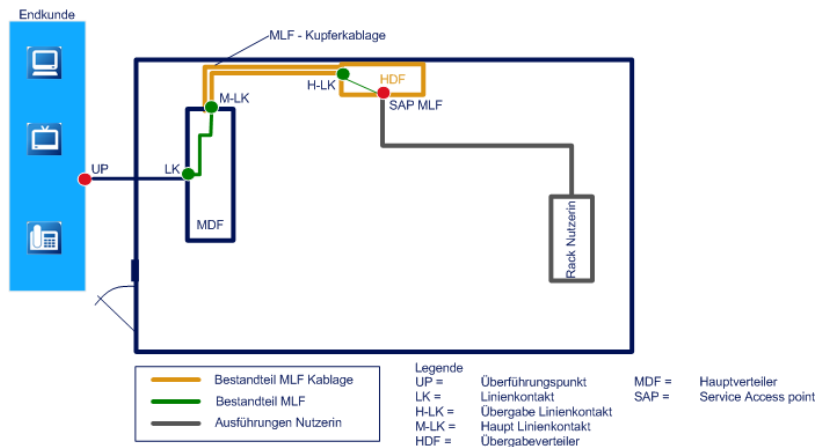 Endkunde
MLF - Kupferkablage
HDF
H-LK
M-LK
SAP MLF
UP
LK
MDF
Rack Nutzerin
Bestandteil MLF Kablage
Bestandteil MLF
Ausführungen Nutzerin
Legende
UP = Überführungspunkt MDF = Hauptverteiler
LK = Linienkontakt SAP = Service Access point
H-LK = Übergabe Linienkontakt
M-LK = Haupt Linienkontakt
HDF = Übergabeverteiler